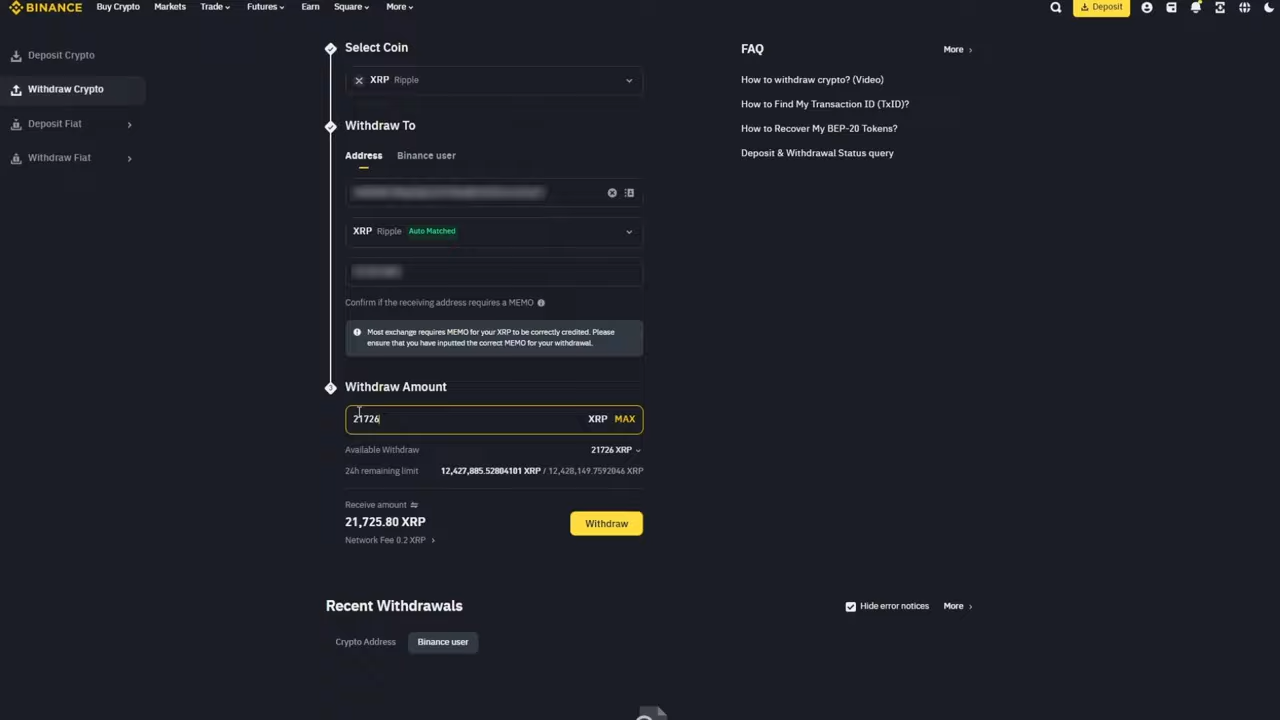 BINANCE
Buy Crypto
Markets
Trade
Futures
Earn
Square
More
Deposit
Deposit Crypto
Withdraw Crypto
Deposit Fiat
Withdraw Fiat
Select Coin
XRP Ripple
Withdraw To
Address
Binance user
XRP Ripple Auto Matched
Confirm if the receiving address requires a MEMO
Most exchange requires MEMO for your XRP to be correctly credited. Please
ensure that you have inputted the correct MEMO for your withdrawal.
3
Withdraw Amount
21726
XRP MAX
Available Withdraw
21726 XRP
24h remaining limit
12,427,885.52804101 XRP / 12,428,149.7592046 XRP
Receive amount
21,725.80 XRP
Network Fee 0.2 XRP
Withdraw
FAQ
More
How to withdraw crypto? (Video)
How to Find My Transaction ID (TxID)?
How to Recover My BEP-20 Tokens?
Deposit & Withdrawal Status query
Recent Withdrawals
Hide error notices
More
Crypto Address
Binance user